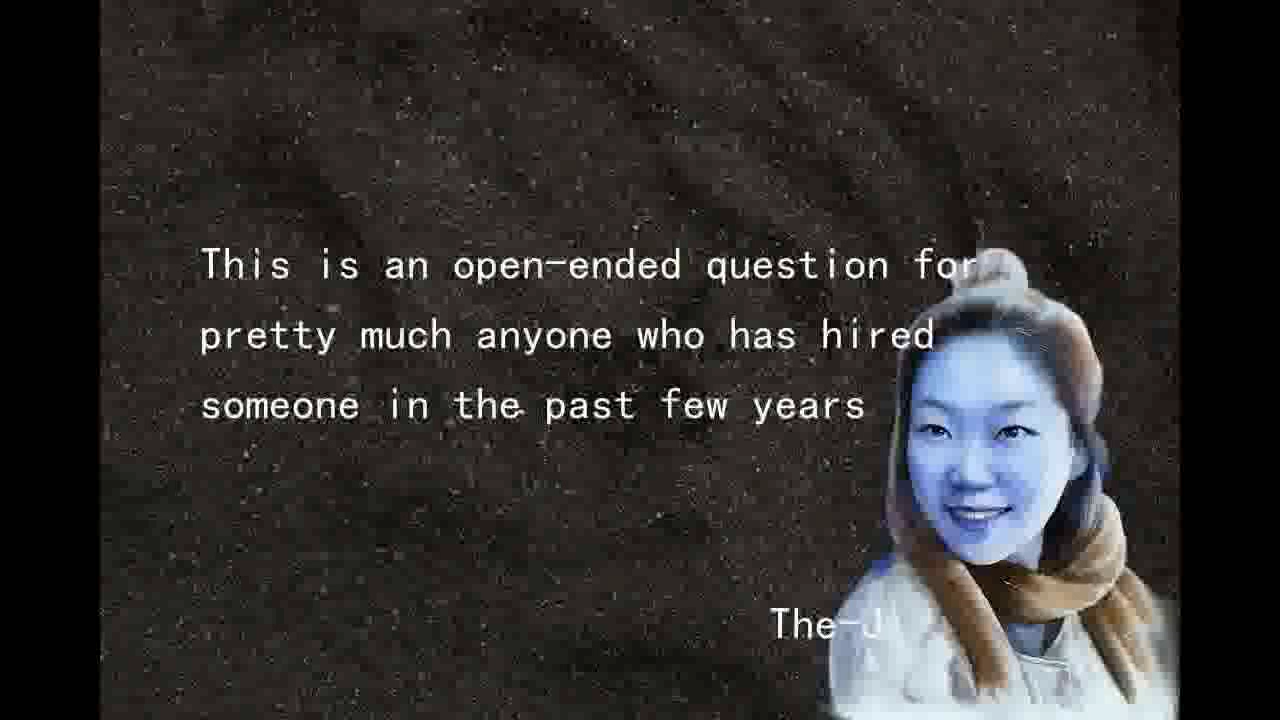 This is an open-ended question for
pretty much anyone who has hired
someone in the past few years
The-J